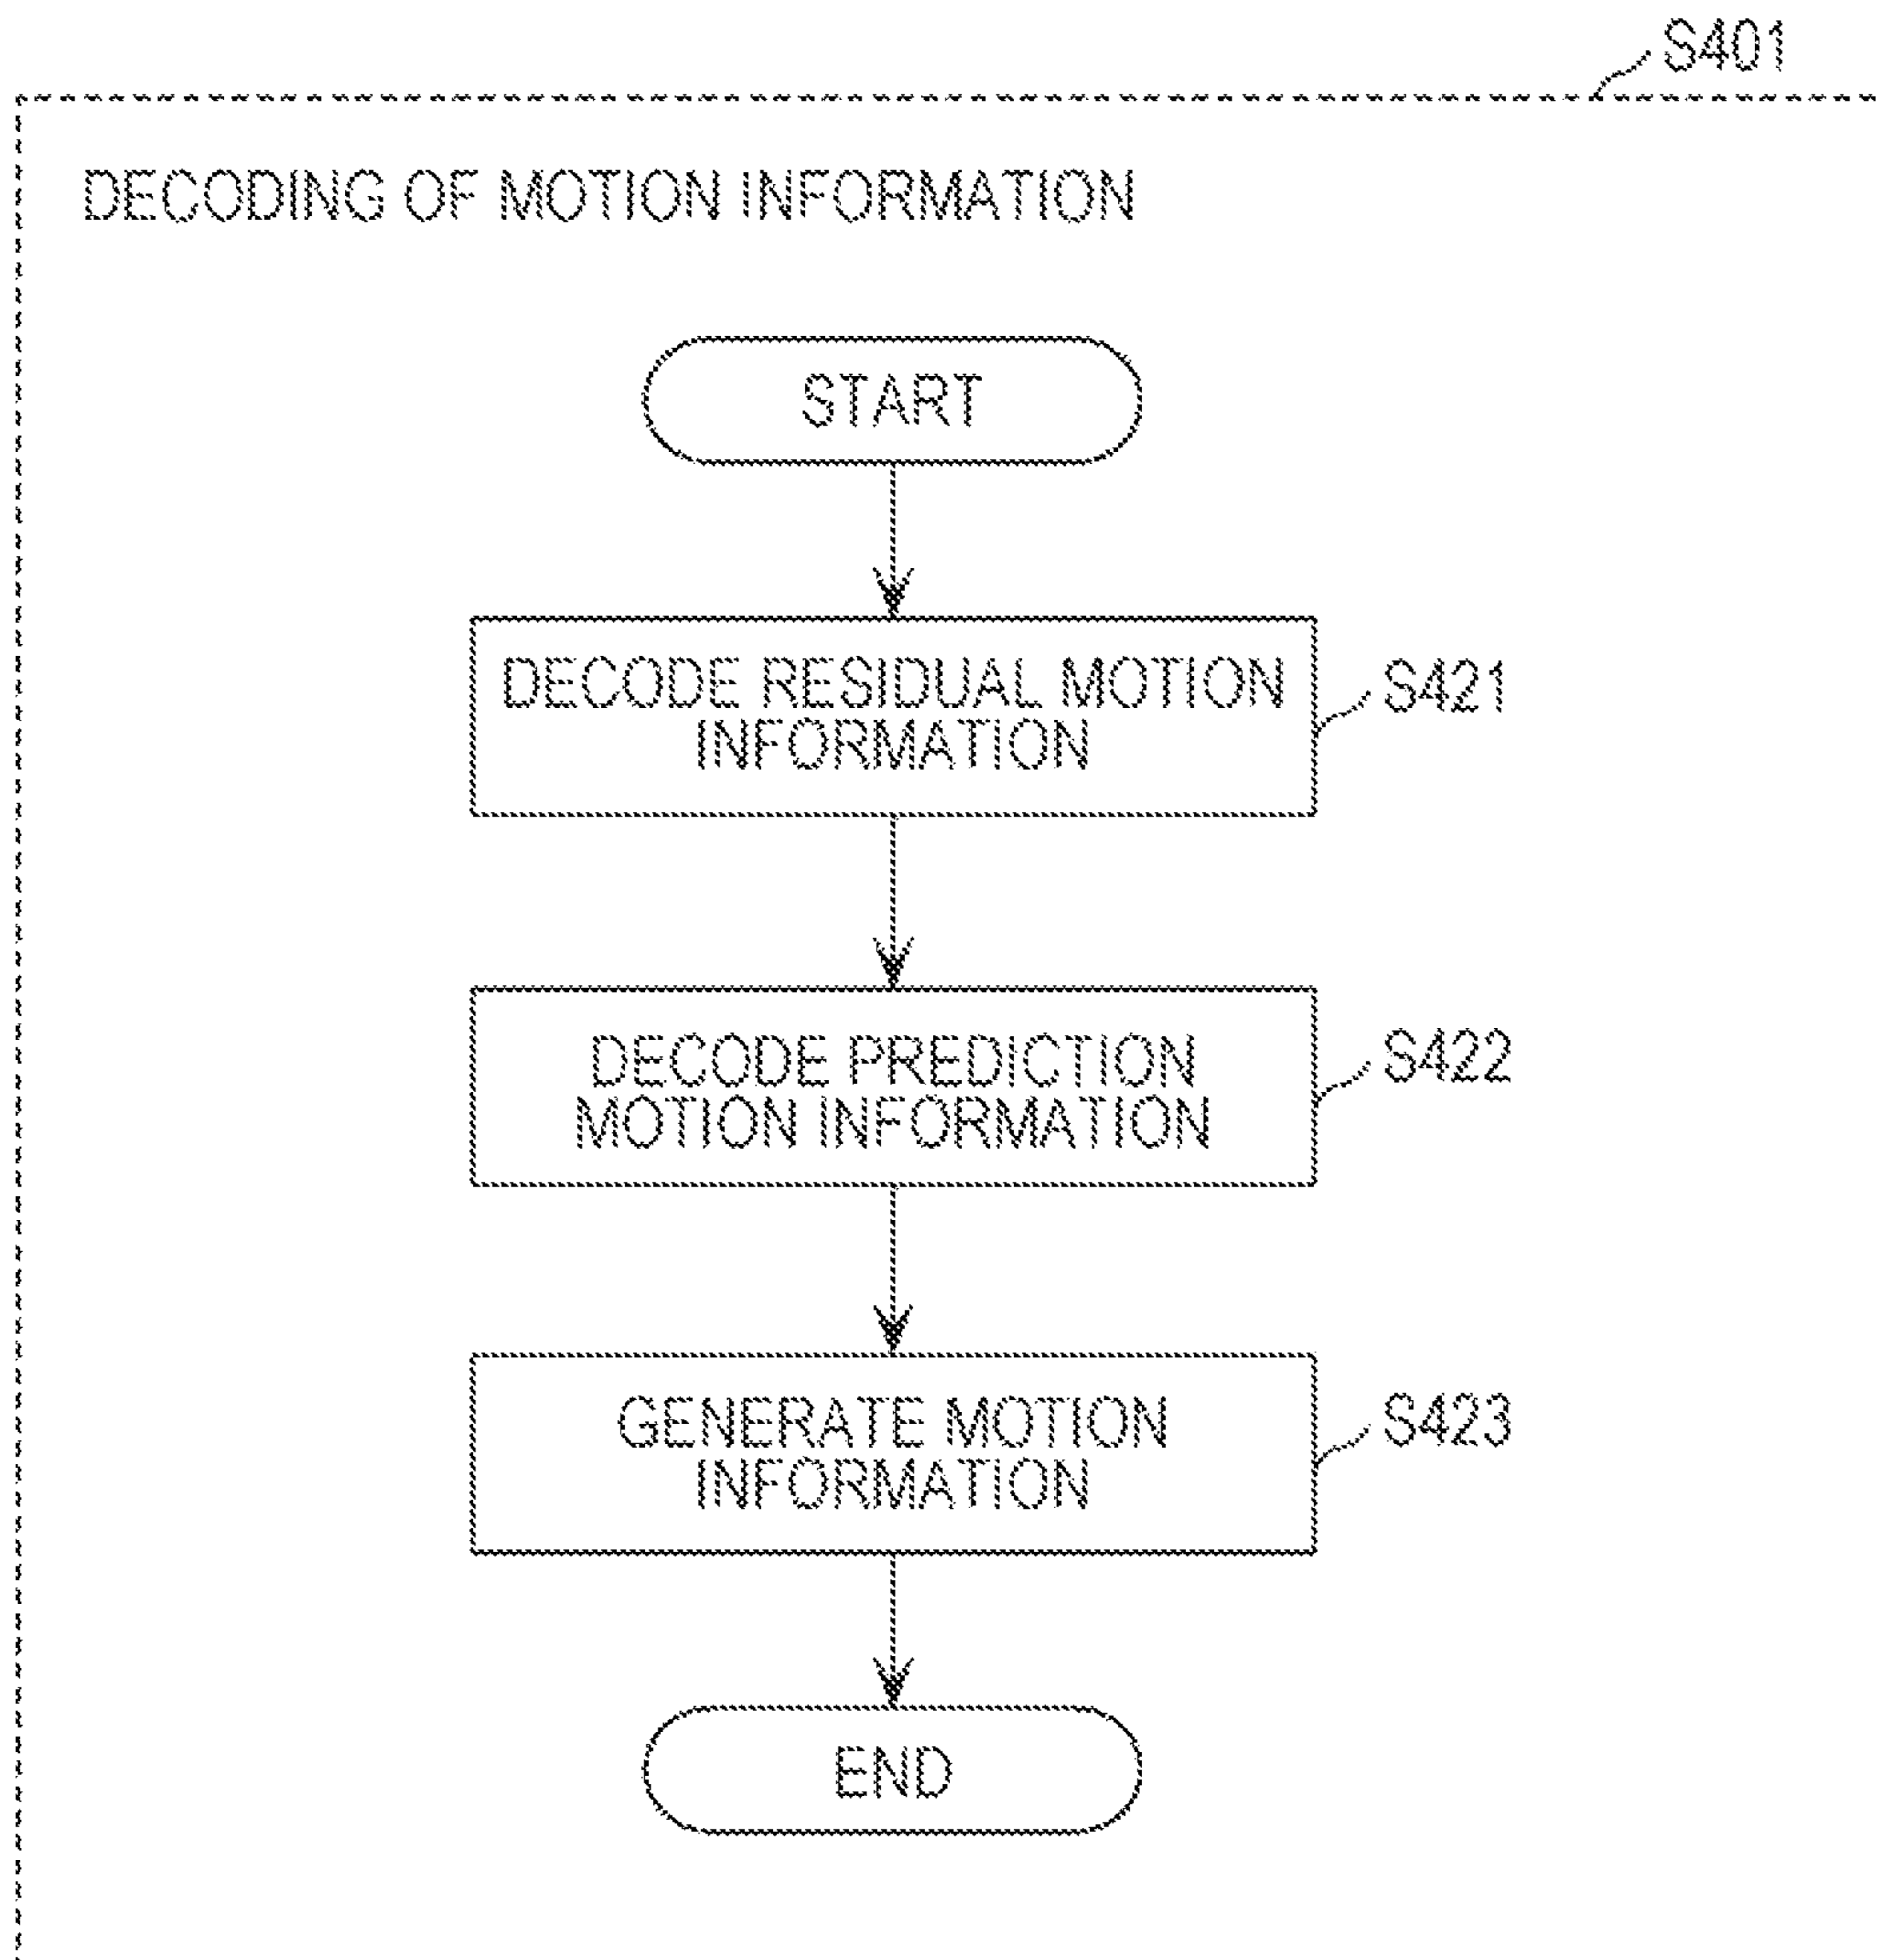 S401
DECODING OF MOTION INFORMATION
START
DECODE RESIDUAL MOTION
INFORMATION
S421
DECODE PREDICTION
MOTION INFORMATION
S422
GENERATE MOTION
INFORMATION
S423
END